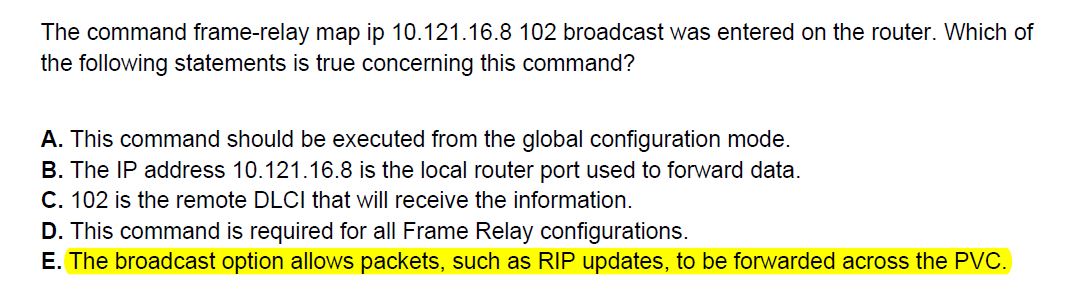 The command frame-relay map ip 10.121.16.8 102 broadcast was entered on the router. Which of
the following statements is true concerning this command?
A. This command should be executed from the global configuration mode.
B. The IP address 10.121.16.8 is the local router port used to forward data.
C. 102 is the remote DLCI that will receive the information.
D. This command is required for all Frame Relay configurations.
E. The broadcast option allows packets, such as RIP updates, to be forwarded across the PVC.